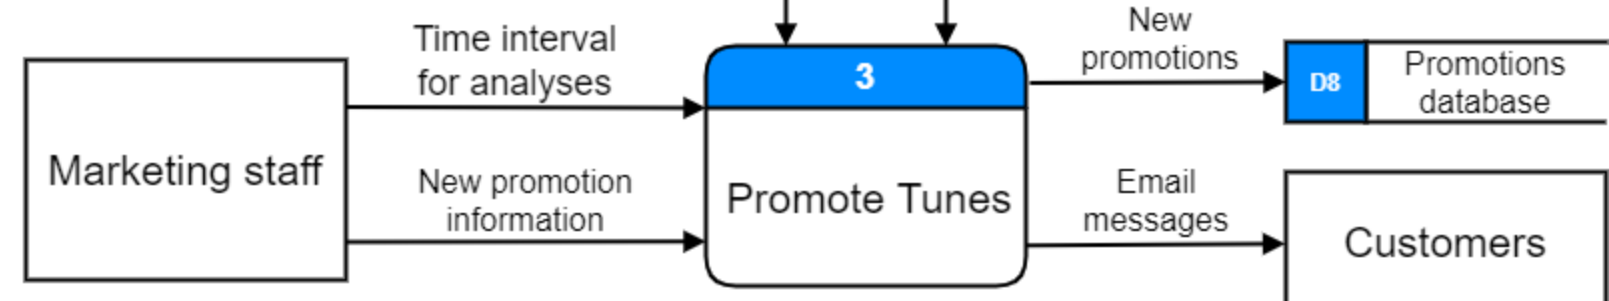 Marketing staff
Time interval
for analyses
New promotion
information
3
Promote Tunes
New
promotions
D8
Promotions
database
Email
messages
Customers